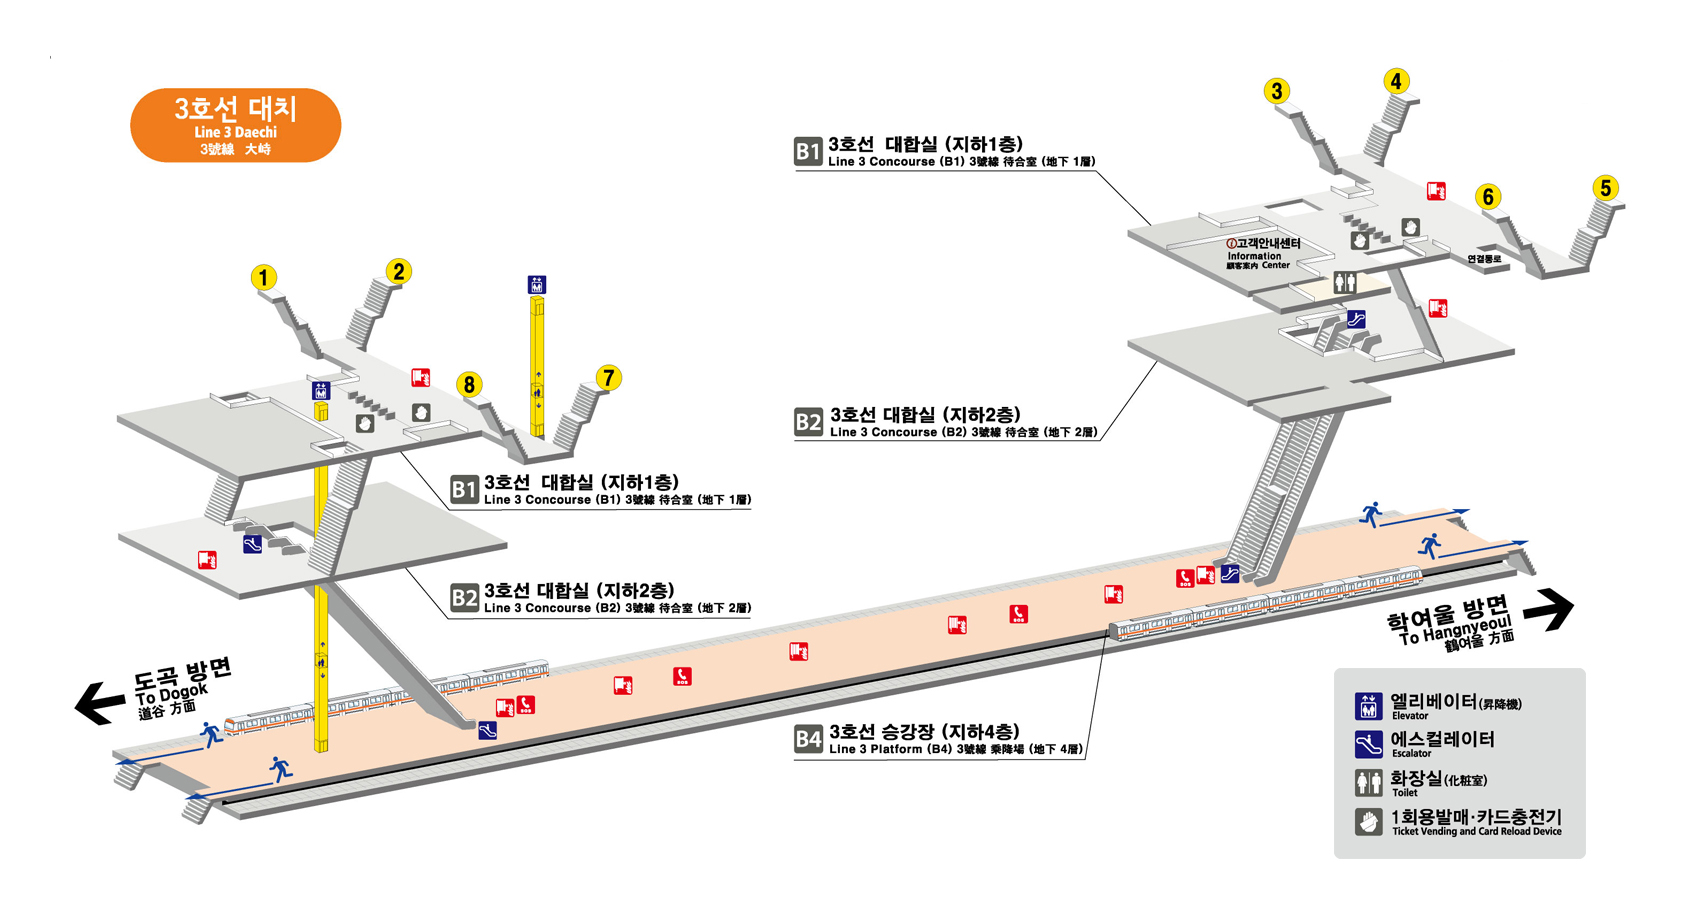 3호선 대치
Line 3 Daechi
3號線 大峙
1
2
8
7
B1 3호선 대합실 (지하1층)
Line 3 Concourse (B1) 3號線 待合室 (地下 1層)
B2 3호선 대합실 (지하2층)
Line 3 Concourse (B2) 3號線 待合室 (地下 2層)
도곡 방면
To Dogok
道谷 方面
B1 3호선 대합실 (지하1층)
Line 3 Concourse (B1) 3號線 待合室 (地下 1層)
3
4
6
5
고객안내센터
Information
顧客案內 Center
연결통로
B2 3호선 대합실 (지하2층)
Line 3 Concourse (B2) 3號線 待合室 (地下 2層)
B4 3호선 승강장 (지하4층)
Line 3 Platform (B4) 3號線 乘降場 (地下 4層)
학여울 방면
To Hangnyeoul
鶴여울 方面
엘리베이터(昇降機)
Elevator
에스컬레이터
Escalator
화장실(化粧室)
Toilet
1회용발매·카드충전기
Ticket Vending and Card Reload Device